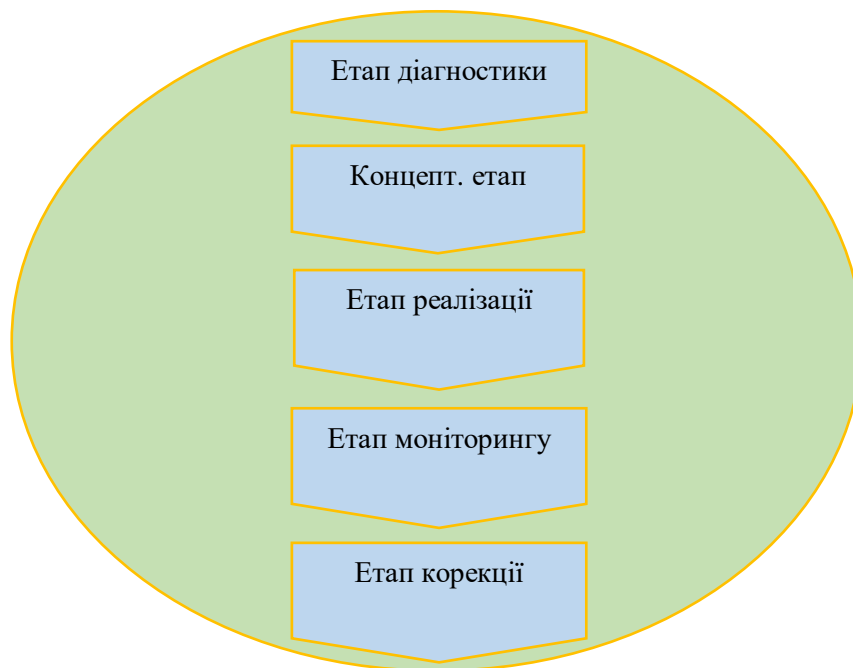 Етап діагностики
Концепт. етап
Етап реалізації
Етап моніторингу
Етап корекції